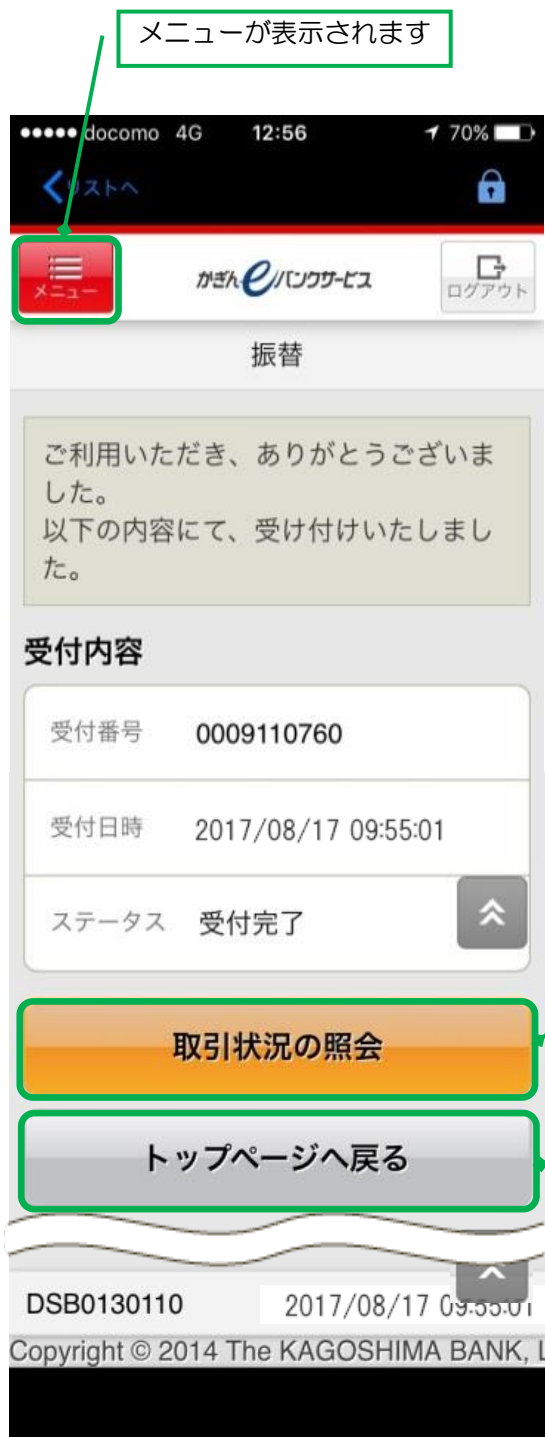 メニューが表示されます
docomo 4G 12:56 70%
リストへ
メニュー
かぎんeバンクサービス
ログアウト
振替
ご利用いただき、ありがとうございま
した。
以下の内容にて、受け付けいたしまし
た。
受付内容
受付番号 0009110760
受付日時 2017/08/17 09:55:01
ステータス 受付完了
取引状況の照会
トップページへ戻る
DSB0130110 2017/08/17 09:55:01
Copyright © 2014 The KAGOSHIMA BANK, L